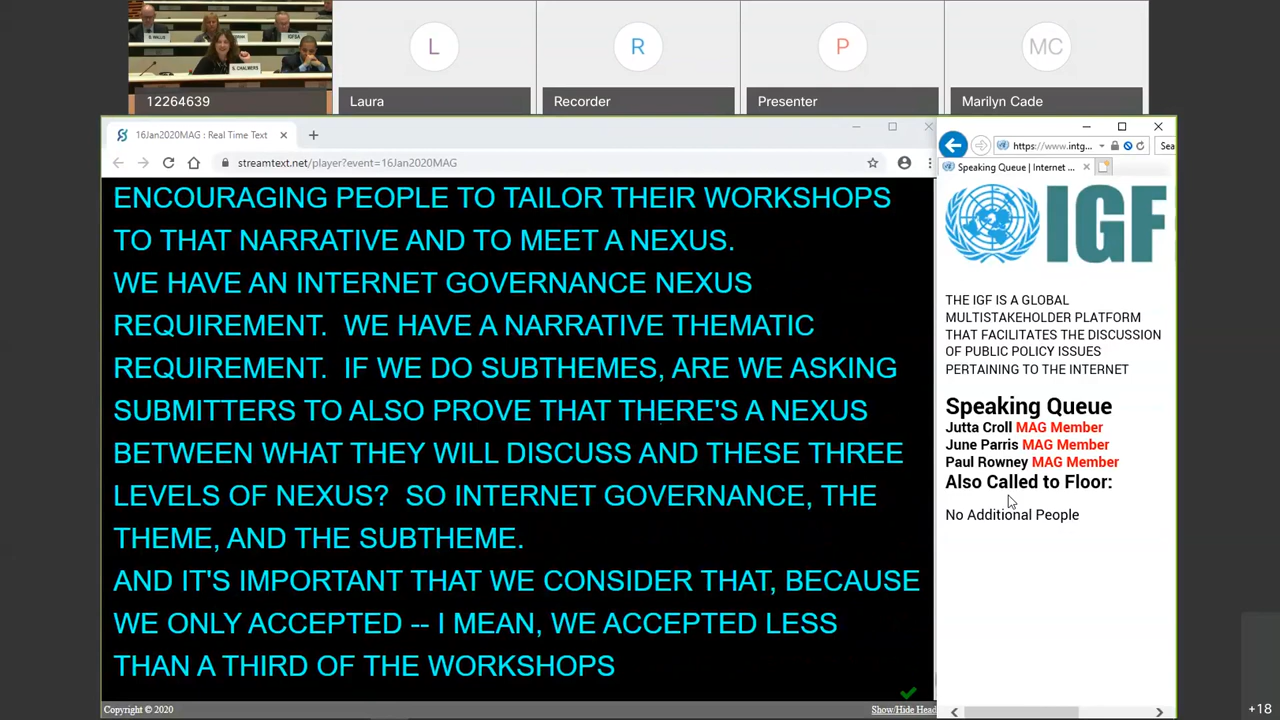 B. WALLIS
IGFSA
S. CHALMERS
L
R
P
MC
12264639
Laura
Recorder
Presenter
Marilyn Cade
16Jan2020MAG : Real Time Text
streamtext.net/player?event=16Jan2020MAG
ENCOURAGING PEOPLE TO TAILOR THEIR WORKSHOPS
TO THAT NARRATIVE AND TO MEET A NEXUS.
WE HAVE AN INTERNET GOVERNANCE NEXUS
REQUIREMENT. WE HAVE A NARRATIVE THEMATIC
REQUIREMENT. IF WE DO SUBTHEMES, ARE WE ASKING
SUBMITTERS TO ALSO PROVE THAT THERE'S A NEXUS
BETWEEN WHAT THEY WILL DISCUSS AND THESE THREE
LEVELS OF NEXUS? SO INTERNET GOVERNANCE, THE
THEME, AND THE SUBTHEME.
AND IT'S IMPORTANT THAT WE CONSIDER THAT, BECAUSE
WE ONLY ACCEPTED -- I MEAN, WE ACCEPTED LESS
THAN A THIRD OF THE WORKSHOPS
Copyright © 2020
Show/Hide Head
https://www.intg...
Sea
Speaking Queue | Internet ...
IGF
THE IGF IS A GLOBAL
MULTISTAKEHOLDER PLATFORM
THAT FACILITATES THE DISCUSSION
OF PUBLIC POLICY ISSUES
PERTAINING TO THE INTERNET
Speaking Queue
Jutta Croll MAG Member
June Parris MAG Member
Paul Rowney MAG Member
Also Called to Floor:
No Additional People
+18